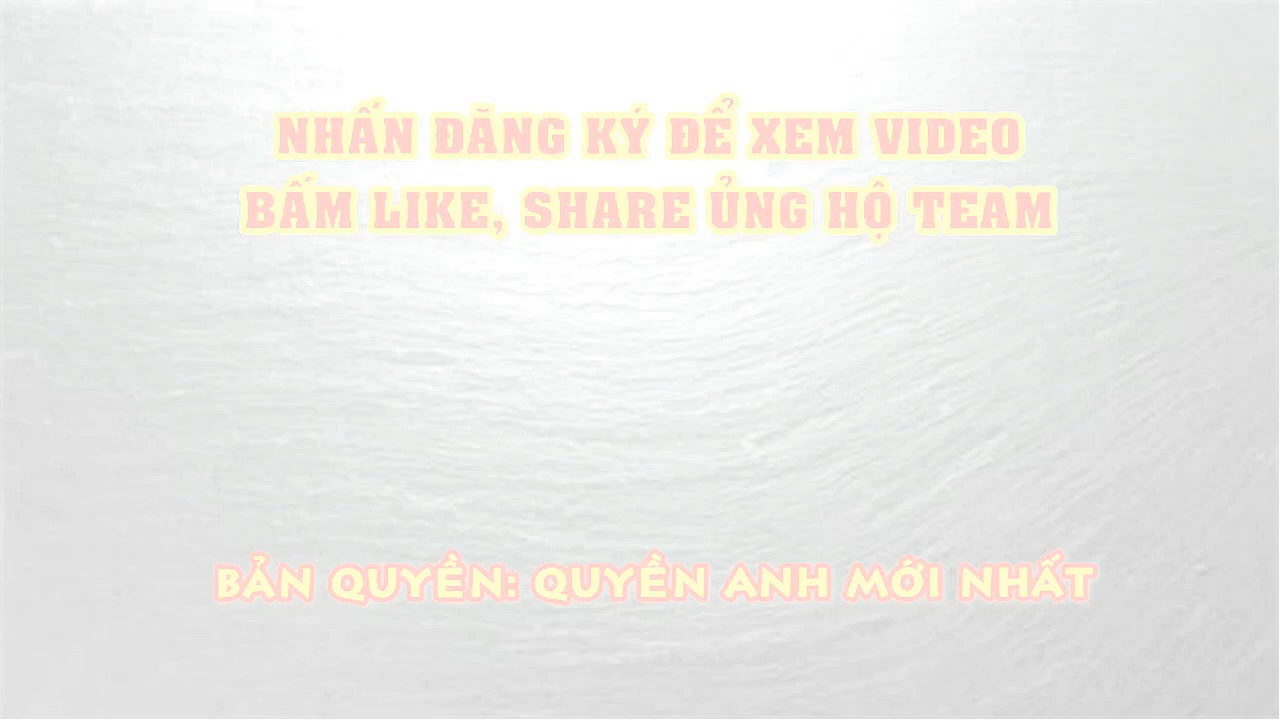 NHẤN ĐĂNG KÝ ĐỂ XEM VIDEO
BẤM LIKE, SHARE ỦNG HỘ TEAM
BẢN QUYỀN: QUYỀN ANH MỚI NHẤT